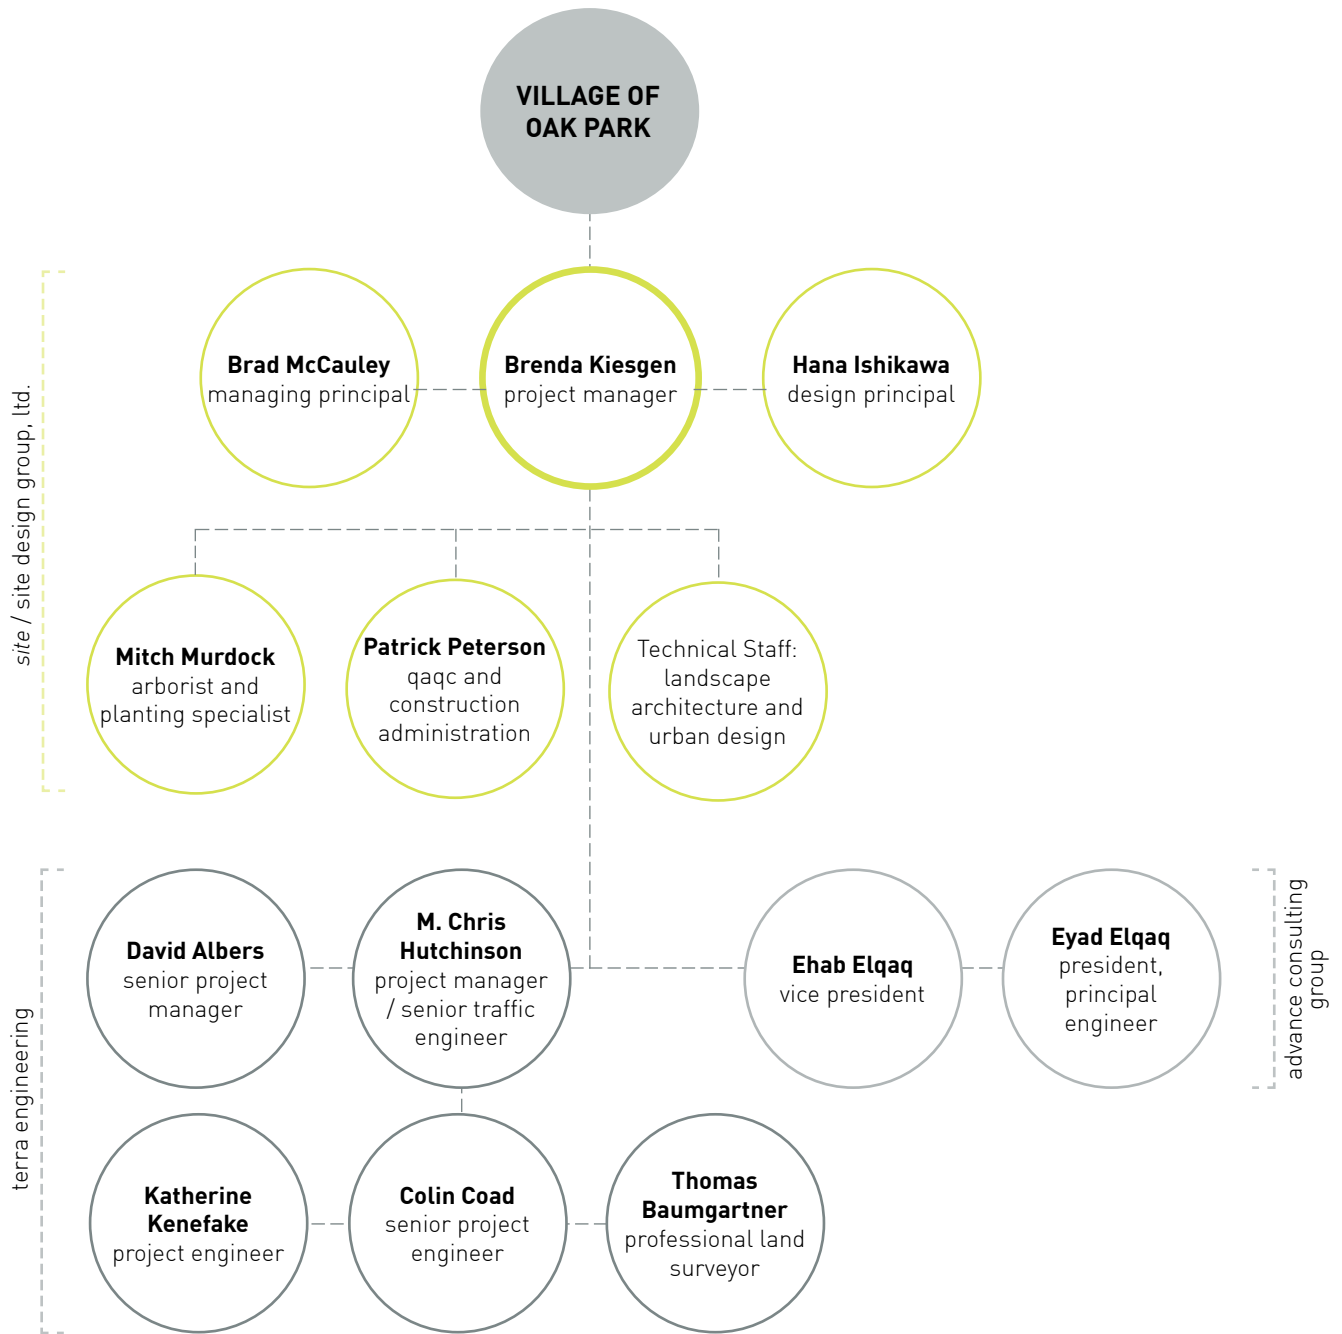 VILLAGE OF
OAK PARK
site / site design group, ltd.
Brad McCauley
managing principal
Brenda Kiesgen
project manager
Hana Ishikawa
design principal
Mitch Murdock
arborist and
planting specialist
Patrick Peterson
qaqc and
construction
administration
Technical Staff:
landscape
architecture and
urban design
terra engineering
David Albers
senior project
manager
M. Chris
Hutchinson
project manager
/ senior traffic
engineer
Ehab Elqaq
vice president
Eyad Elqaq
president,
principal
engineer
advance consulting
group
Katherine
Kenefake
project engineer
Colin Coad
senior project
engineer
Thomas
Baumgartner
professional land
surveyor